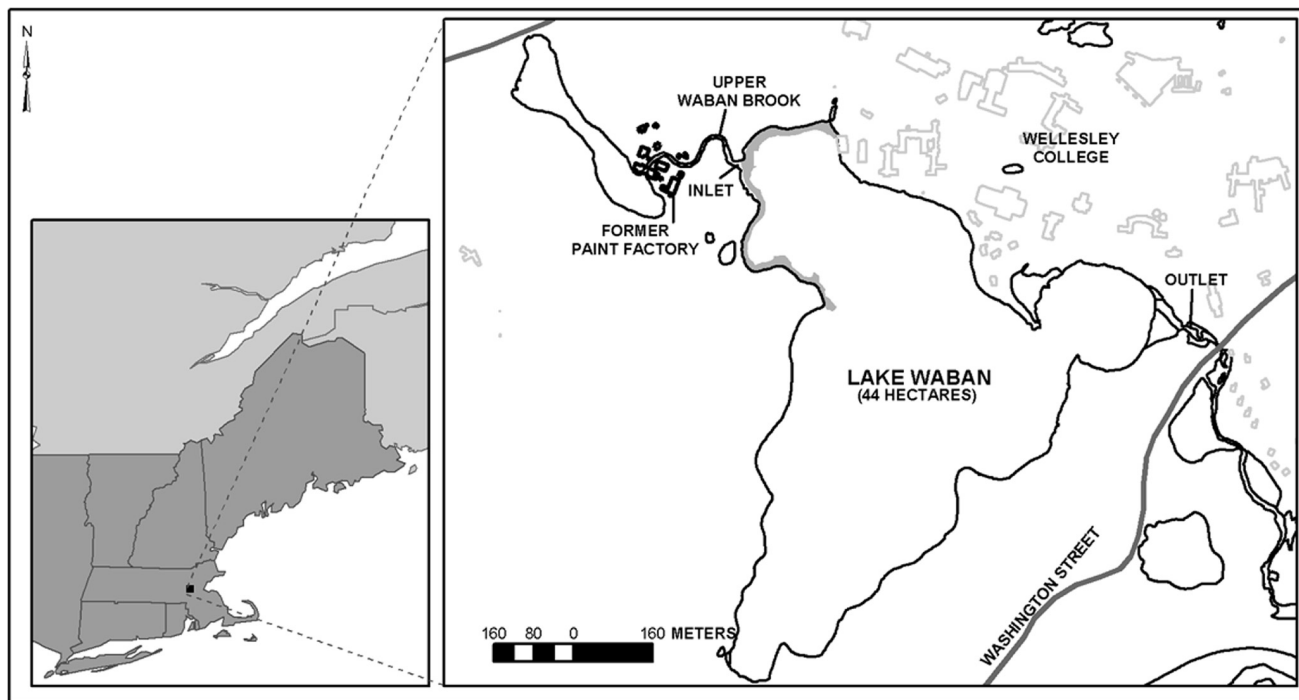 N
UPPER
WABAN BROOK
WELLESLEY
COLLEGE
INLET
FORMER
PAINT FACTORY
OUTLET
LAKE WABAN
(44 HECTARES)
WASHINGTON STREET
160 80 0 160 METERS